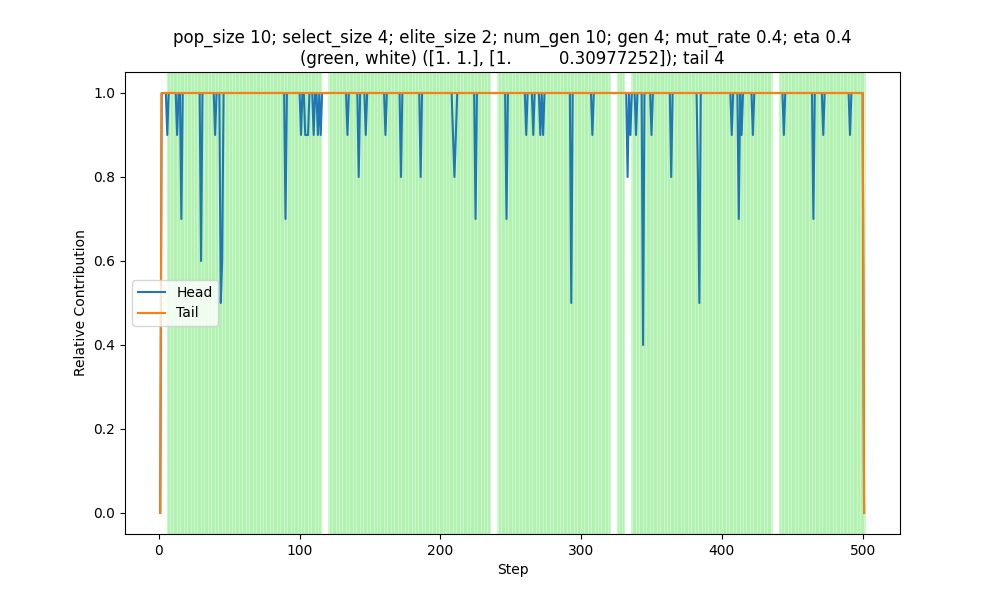 pop_size 10; select_size 4; elite_size 2; num_gen 10; gen 4; mut_rate 0.4; eta 0.4
(green, white) ([1. 1.], [1.          0.30977252]); tail 4
1.0
0.8
0.6
0.4
0.2
0.0
Relative Contribution
Head
Tail
0
100
200
300
400
500
Step